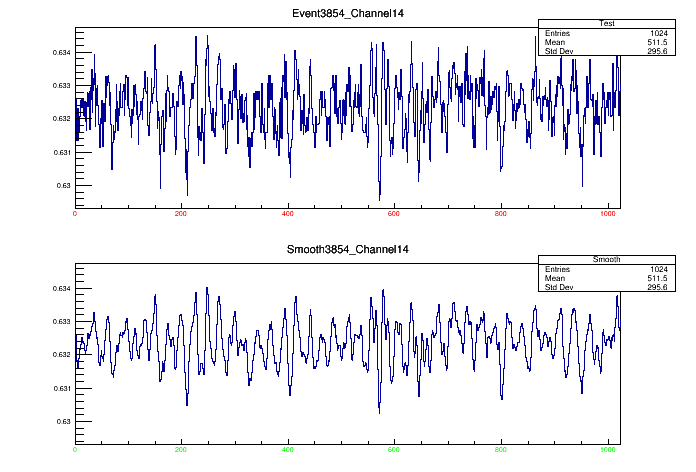 Event3854_Channel14
Test
Entries 1024
Mean 511.5
Std Dev 295.6
0.634
0.633
0.632
0.631
0.63
0 200 400 600 800 1000
Smooth3854_Channel14
Smooth
Entries 1024
Mean 511.5
Std Dev 295.6
0.634
0.633
0.632
0.631
0.63
0 200 400 600 800 1000